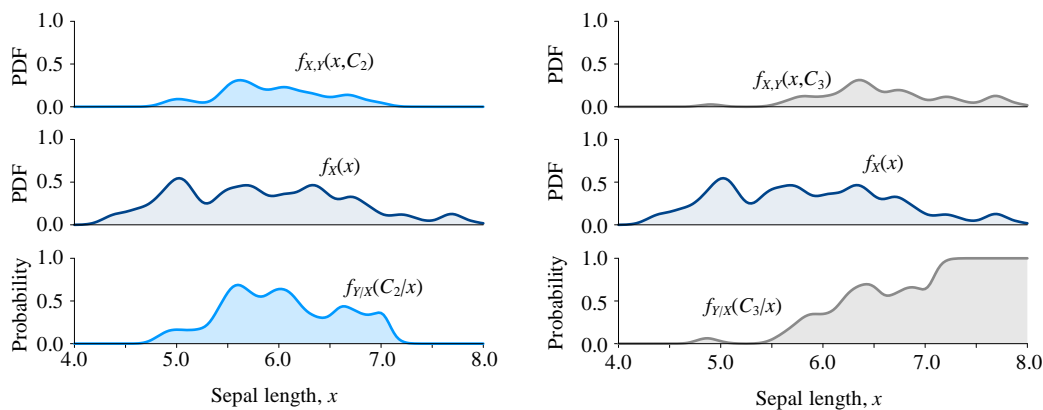 1.0
PDF
0.5
0.0
f_{X,Y}(x,C_2)
1.0
PDF
0.5
0.0
f_X(x)
1.0
Probability
0.5
0.0
f_{Y/X}(C_2/x)
4.0 5.0 6.0 7.0 8.0
Sepal length, x
1.0
PDF
0.5
0.0
f_{X,Y}(x,C_3)
1.0
PDF
0.5
0.0
f_X(x)
1.0
Probability
0.5
0.0
f_{Y/X}(C_3/x)
4.0 5.0 6.0 7.0 8.0
Sepal length, x